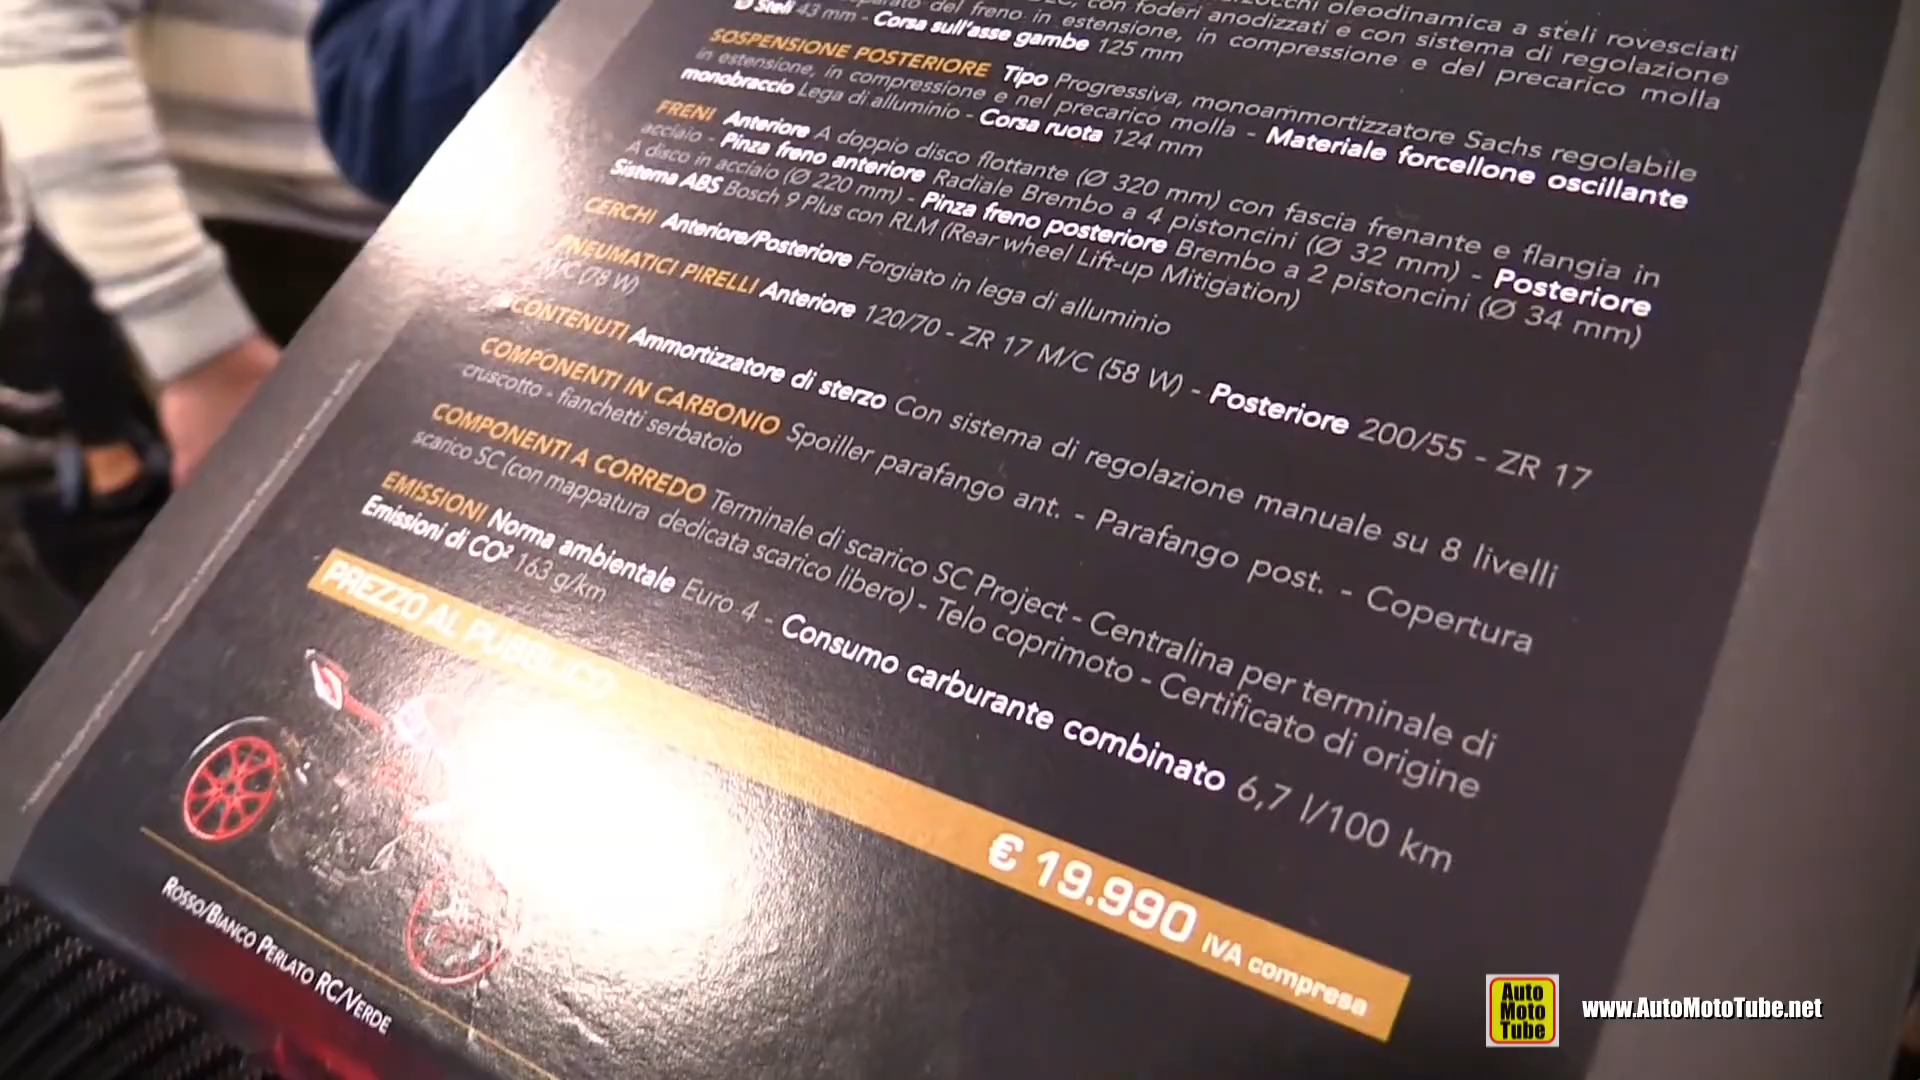 oleodinamica a steli rovesciati
con foderi anodizzati e con sistema di regolazione
del freno in estensione, in compressione e del precarico molla
Ø Steli 43 mm - Corsa sull'asse gambe 125 mm
SOSPENSIONE POSTERIORE Tipo Progressiva, monoammortizzatore Sachs regolabile
in estensione, in compressione e nel precarico molla - Materiale forcellone oscillante
monobraccio Lega di alluminio - Corsa ruota 124 mm
FRENI Anteriore A doppio disco flottante (Ø 320 mm) con fascia frenante e flangia in
acciaio - Pinza freno anteriore Radiale Brembo a 4 pistoncini (Ø 32 mm) - Posteriore
A disco in acciaio (Ø 220 mm) - Pinza freno posteriore Brembo a 2 pistoncini (Ø 34 mm)
Sistema ABS Bosch 9 Plus con RLM (Rear wheel Lift-up Mitigation)
CERCHI Anteriore/Posteriore Forgiato in lega di alluminio
PNEUMATICI PIRELLI Anteriore 120/70 - ZR 17 M/C (58 W) - Posteriore 200/55 - ZR 17
M/C (78 W)
CONTENUTI Ammortizzatore di sterzo Con sistema di regolazione manuale su 8 livelli
COMPONENTI IN CARBONIO Spoiller parafango ant. - Parafango post. - Copertura
cruscotto - fianchetti serbatoio
COMPONENTI A CORREDO Terminale di scarico SC Project - Centralina per terminale di
scarico SC (con mappatura dedicata scarico libero) - Telo coprimoto - Certificato di origine
EMISSIONI Norma ambientale Euro 4 - Consumo carburante combinato 6,7 l/100 km
Emissioni di CO² 163 g/km
PREZZO AL PUBBLICO € 19.990 IVA compresa
ROSSO/BIANCO PERLATO RC/VERDE
Auto
Moto
Tube
www.AutoMotoTube.net